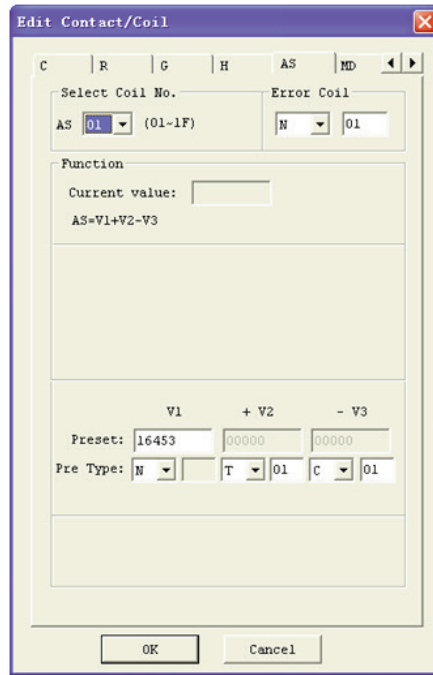 Edit Contact/Coil
C R G H AS MD
Select Coil No. Error Coil
AS 01 (01~1F) N 01
Function
Current value:
AS=V1+V2-V3
V1 + V2 - V3
Preset: 16453 00000 00000
Pre Type: N T 01 C 01
OK Cancel